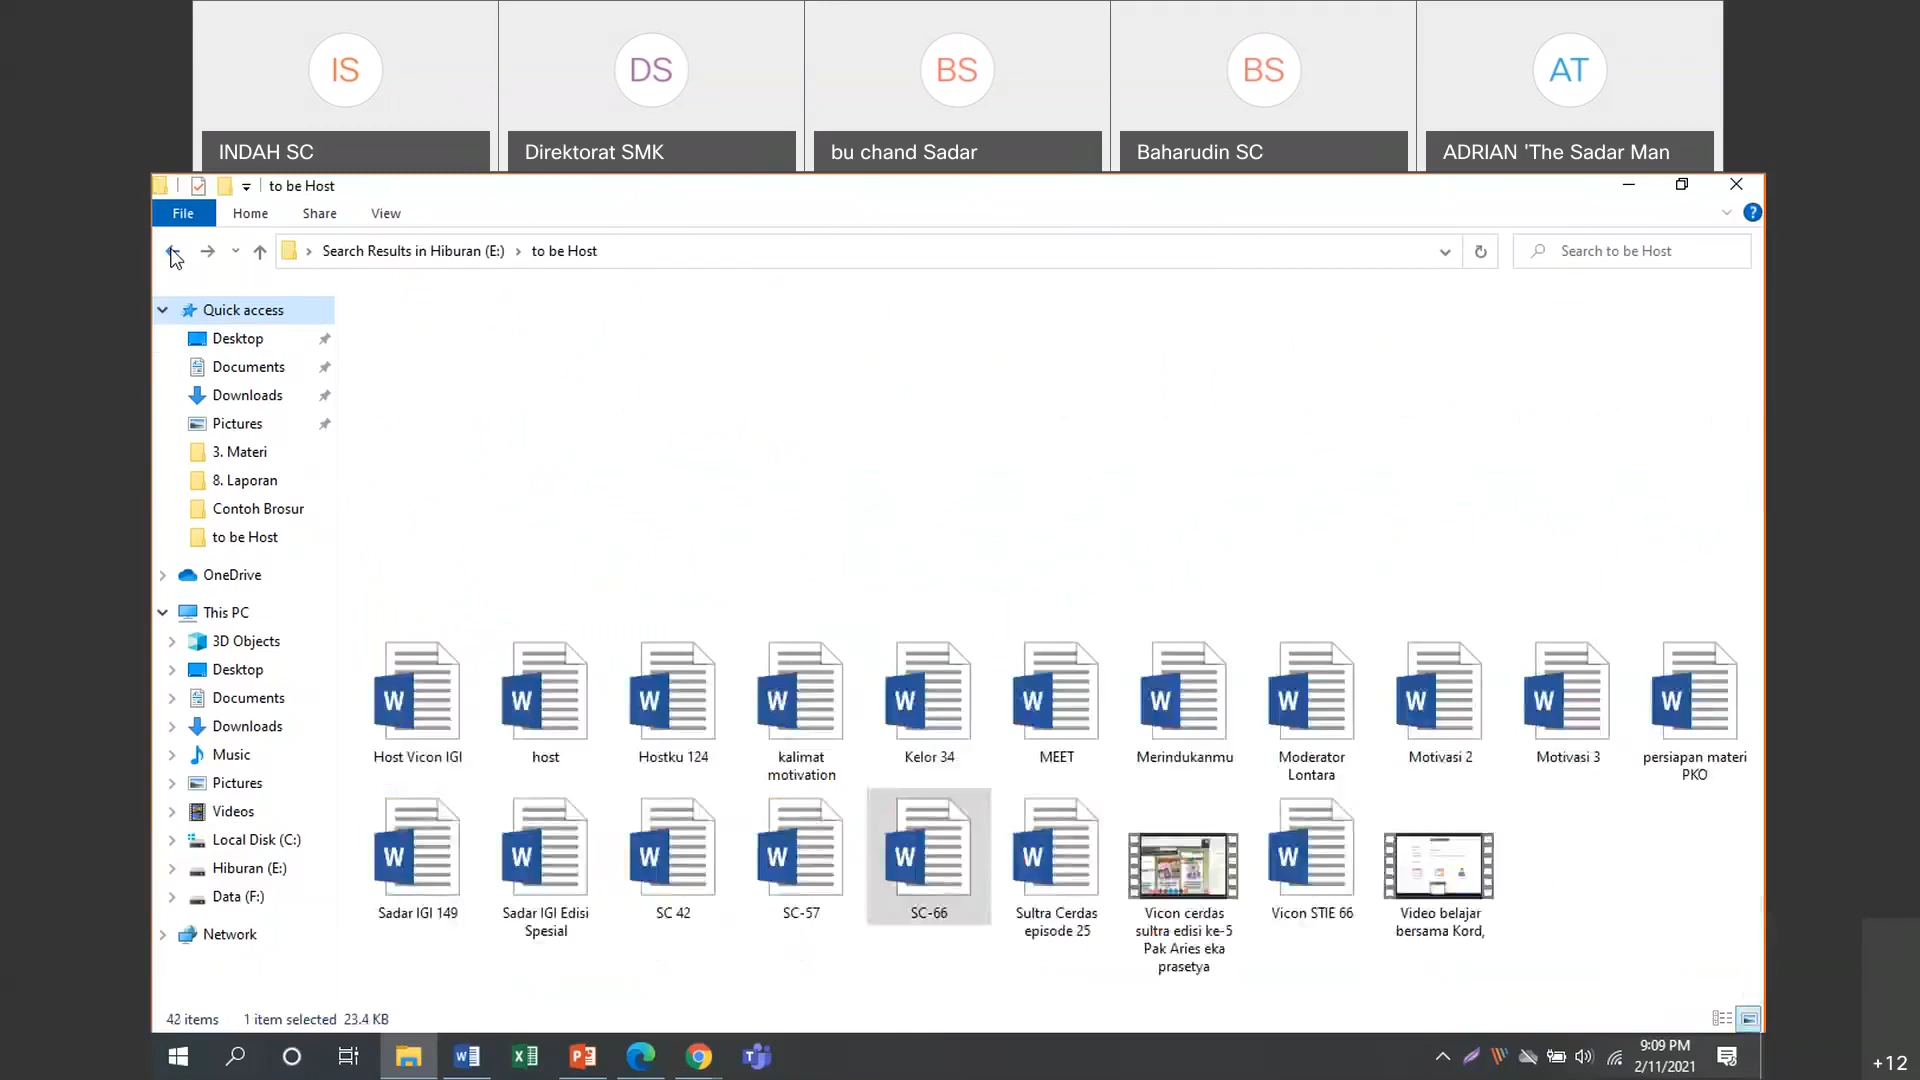 IS
DS
BS
BS
AT
INDAH SC
Direktorat SMK
bu chand Sadar
Baharudin SC
ADRIAN 'The Sadar Man
to be Host
File
Home
Share
View
Search Results in Hiburan (E:)
to be Host
Search to be Host
Quick access
Desktop
Documents
Downloads
Pictures
3. Materi
8. Laporan
Contoh Brosur
to be Host
OneDrive
This PC
3D Objects
Desktop
Documents
Downloads
Music
Pictures
Videos
Local Disk (C:)
Hiburan (E:)
Data (F:)
Network
Host Vicon IGI
host
Hostku 124
kalimat
motivation
Kelor 34
MEET
Merindukanmu
Moderator
Lontara
Motivasi 2
Motivasi 3
persiapan materi
PKO
Sadar IGI 149
Sadar IGI Edisi
Spesial
SC 42
SC-57
SC-66
Sultra Cerdas
episode 25
Vicon cerdas
sultra edisi ke-5
Pak Aries eka
prasetya
Vicon STIE 66
Video belajar
bersama Kord,
42 items
1 item selected 23.4 KB
9:09 PM
2/11/2021
+12